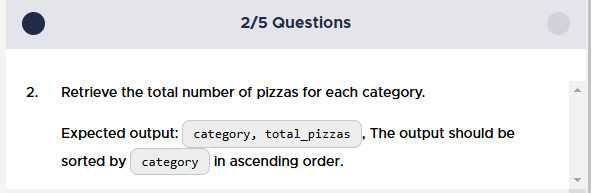 2/5 Questions
2. Retrieve the total number of pizzas for each category.
Expected output: category, total_pizzas , The output should be
sorted by category in ascending order.